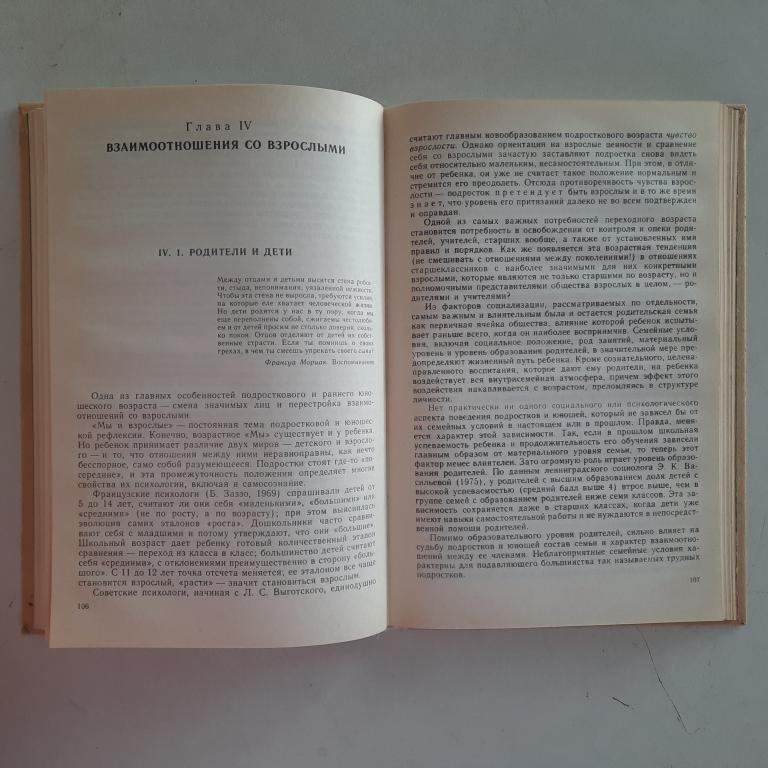 Глава IV
ВЗАИМООТНОШЕНИЯ СО ВЗРОСЛЫМИ
IV. 1. РОДИТЕЛИ И ДЕТИ
Между отцами и детьми высится стена робо-
сти, стыда, непонимания, уязвленной нежности.
Чтобы эта стена не выросла, требуются усилия,
на которые еле хватает человеческой жизни.
Но дети родятся у нас в ту пору, когда мы
еще переполнены собой, сжигаемы честолюбием
и от детей просим не столько доверия, сколь-
ко покоя. Отцов отделяют от детей их соб-
ственные страсти. Если ты помнишь о своих
грехах, в чем ты смеешь упрекать своего сына?
Франсуа Мориак. Воспоминания
Одна из главных особенностей подросткового и раннего юно-
шеского возраста — смена значимых лиц и перестройка взаимо-
отношений со взрослыми.
«Мы и взрослые» — постоянная тема подростковой и юношес-
кой рефлексии. Конечно, возрастное «Мы» существует и у ребенка.
Но ребенок принимает различие двух миров — детского и взросло-
го — и то, что отношения между ними неравноправны, как нечто
бесспорное, само собой разумеющееся. Подростки стоят где-то «по-
середине», и эта промежуточность позиции определяет многие
свойства их психологии, включая и самосознание.
Французские психологи (Б. Заззо, 1969) спрашивали детей от
5 до 14 лет, считают ли они себя «маленькими», «большими» или
«средними» (не по росту, а по возрасту); при этом выяснилась
эволюция самих эталонов «роста». Дошкольники часто сравни-
вают себя с младшими и потому утверждают, что они «большие».
Школьный возраст дает ребенку готовый количественный эталон
сравнения — переход из класса в класс; большинство детей считают
себя «средними», с отклонениями преимущественно в сторону «боль-
шого». С 11 до 12 лет точка отсчета меняется; ее эталоном все чаще
становится взрослый, «расти» — значит становиться взрослым.
Советские психологи, начиная с Л. С. Выготского, единодушно
106
считают главным новообразованием подросткового возраста чувство
взрослости. Однако ориентация на взрослые ценности и сравнение
себя со взрослыми зачастую заставляют подростка снова видеть
себя относительно маленьким, несамостоятельным. При этом, в отли-
чие от ребенка, он уже не считает такое положение нормальным и
стремится его преодолеть. Отсюда противоречивость чувства взрос-
лости — подросток претендует быть взрослым и в то же время
знает, что уровень его притязаний далеко не во всем подтвержден
и оправдан.
Одной из самых важных потребностей переходного возраста
становится потребность в освобождении от контроля и опеки роди-
телей, учителей, старших вообще, а также от установленных ими
правил и порядков. Как же появляется эта возрастная тенденция
(не смешивать с отношениями между поколениями!) в отношениях
старшеклассников с наиболее значимыми для них конкретными
взрослыми, которые являются не только старшими по возрасту, но и
полномочными представителями общества взрослых в целом, — ро-
дителями и учителями?
Из факторов социализации, рассматриваемых по отдельности,
самым важным и влиятельным была и остается родительская семья
как первичная ячейка общества, влияние которой ребенок испыты-
вает раньше всего, когда он наиболее восприимчив. Семейные усло-
вия, включая социальное положение, род занятий, материальный
уровень и уровень образования родителей, в значительной мере пре-
допределяют жизненный путь ребенка. Кроме сознательного, целена-
правленного воспитания, которое дают ему родители, на ребенка
воздействует вся внутрисемейная атмосфера, причем эффект этого
воздействия накапливается с возрастом, преломляясь в структуре
личности.
Нет практически ни одного социального или психологического
аспекта поведения подростков и юношей, который не зависел бы от
их семейных условий в настоящем или в прошлом. Правда, меня-
ется характер этой зависимости. Так, если в прошлом школьная
успеваемость ребенка и продолжительность его обучения зависели
главным образом от материального уровня семьи, то теперь этот
фактор менее влиятелен. Зато огромную роль играет уровень образо-
вания родителей. По данным ленинградского социолога Э. К. Ва-
сильевой (1975), у родителей с высшим образованием доля детей с
высокой успеваемостью (средний балл выше 4) втрое выше, чем в
группе семей с образованием родителей ниже семи классов. Эта за-
висимость сохраняется даже в старших классах, когда дети уже
имеют навыки самостоятельной работы и не нуждаются в непосредст-
венной помощи родителей.
Помимо образовательного уровня родителей, сильно влияет на
судьбу подростков и юношей состав семьи и характер взаимоотно-
шений между ее членами. Неблагоприятные семейные условия ха-
рактерны для подавляющего большинства так называемых трудных
подростков.
107